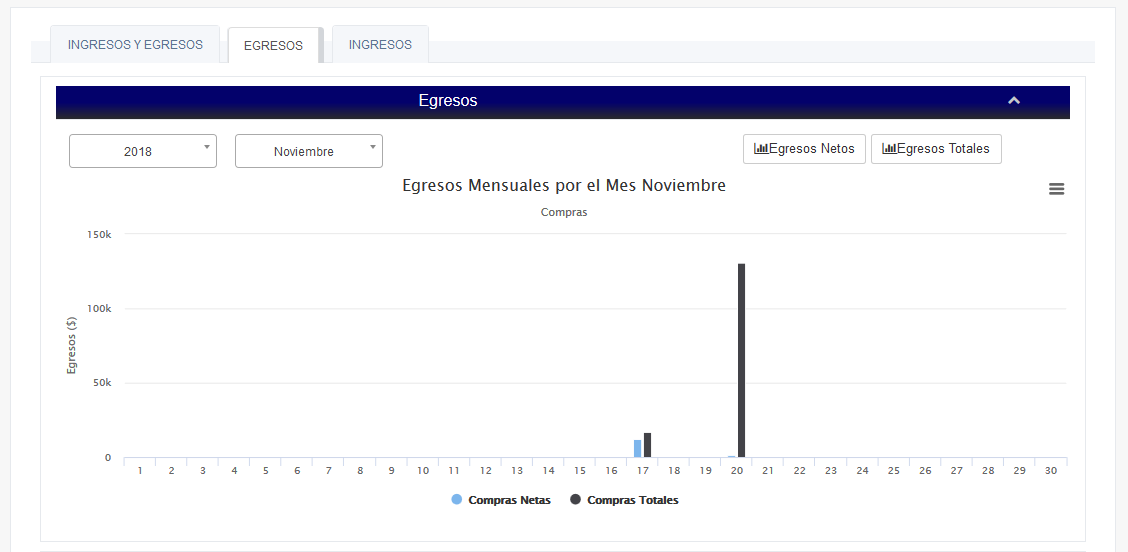 INGRESOS Y EGRESOS EGRESOS INGRESOS
Egresos
2018 Noviembre Egresos Netos Egresos Totales
Egresos Mensuales por el Mes Noviembre
Compras
150k
100k
50k
0
Egresos ($)
1 2 3 4 5 6 7 8 9 10 11 12 13 14 15 16 17 18 19 20 21 22 23 24 25 26 27 28 29 30
Compras Netas Compras Totales